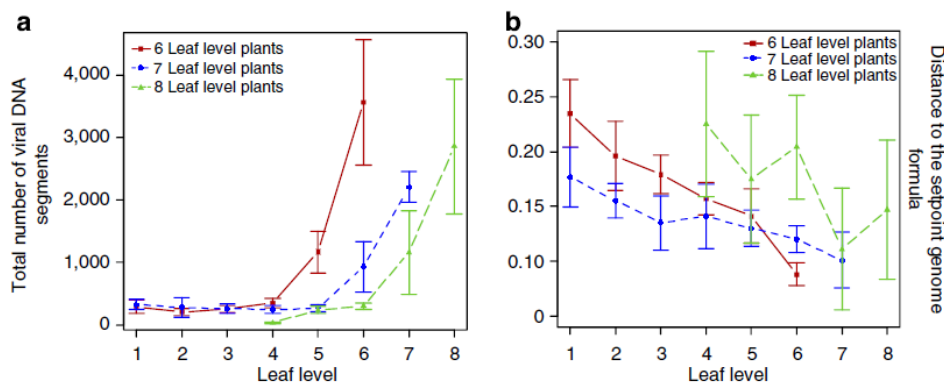 a
6 Leaf level plants
7 Leaf level plants
8 Leaf level plants
Total number of viral DNA
segments
4,000
3,000
2,000
1,000
0
1 2 3 4 5 6 7 8
Leaf level
b
6 Leaf level plants
7 Leaf level plants
8 Leaf level plants
0.30
0.25
0.20
0.15
0.10
0
1 2 3 4 5 6 7 8
Leaf level
Distance to the setpoint genome
formula